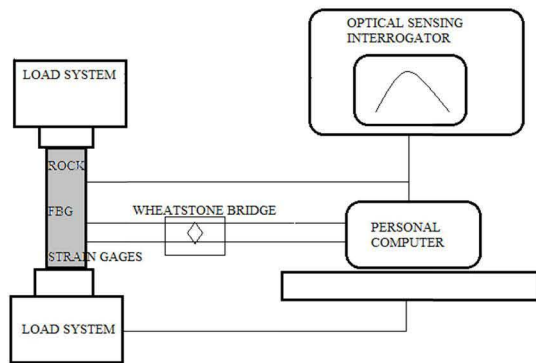 OPTICAL SENSING
INTERROGATOR
LOAD SYSTEM
ROCK
FBG
WHEATSTONE BRIDGE
PERSONAL
COMPUTER
STRAIN GAGES
LOAD SYSTEM